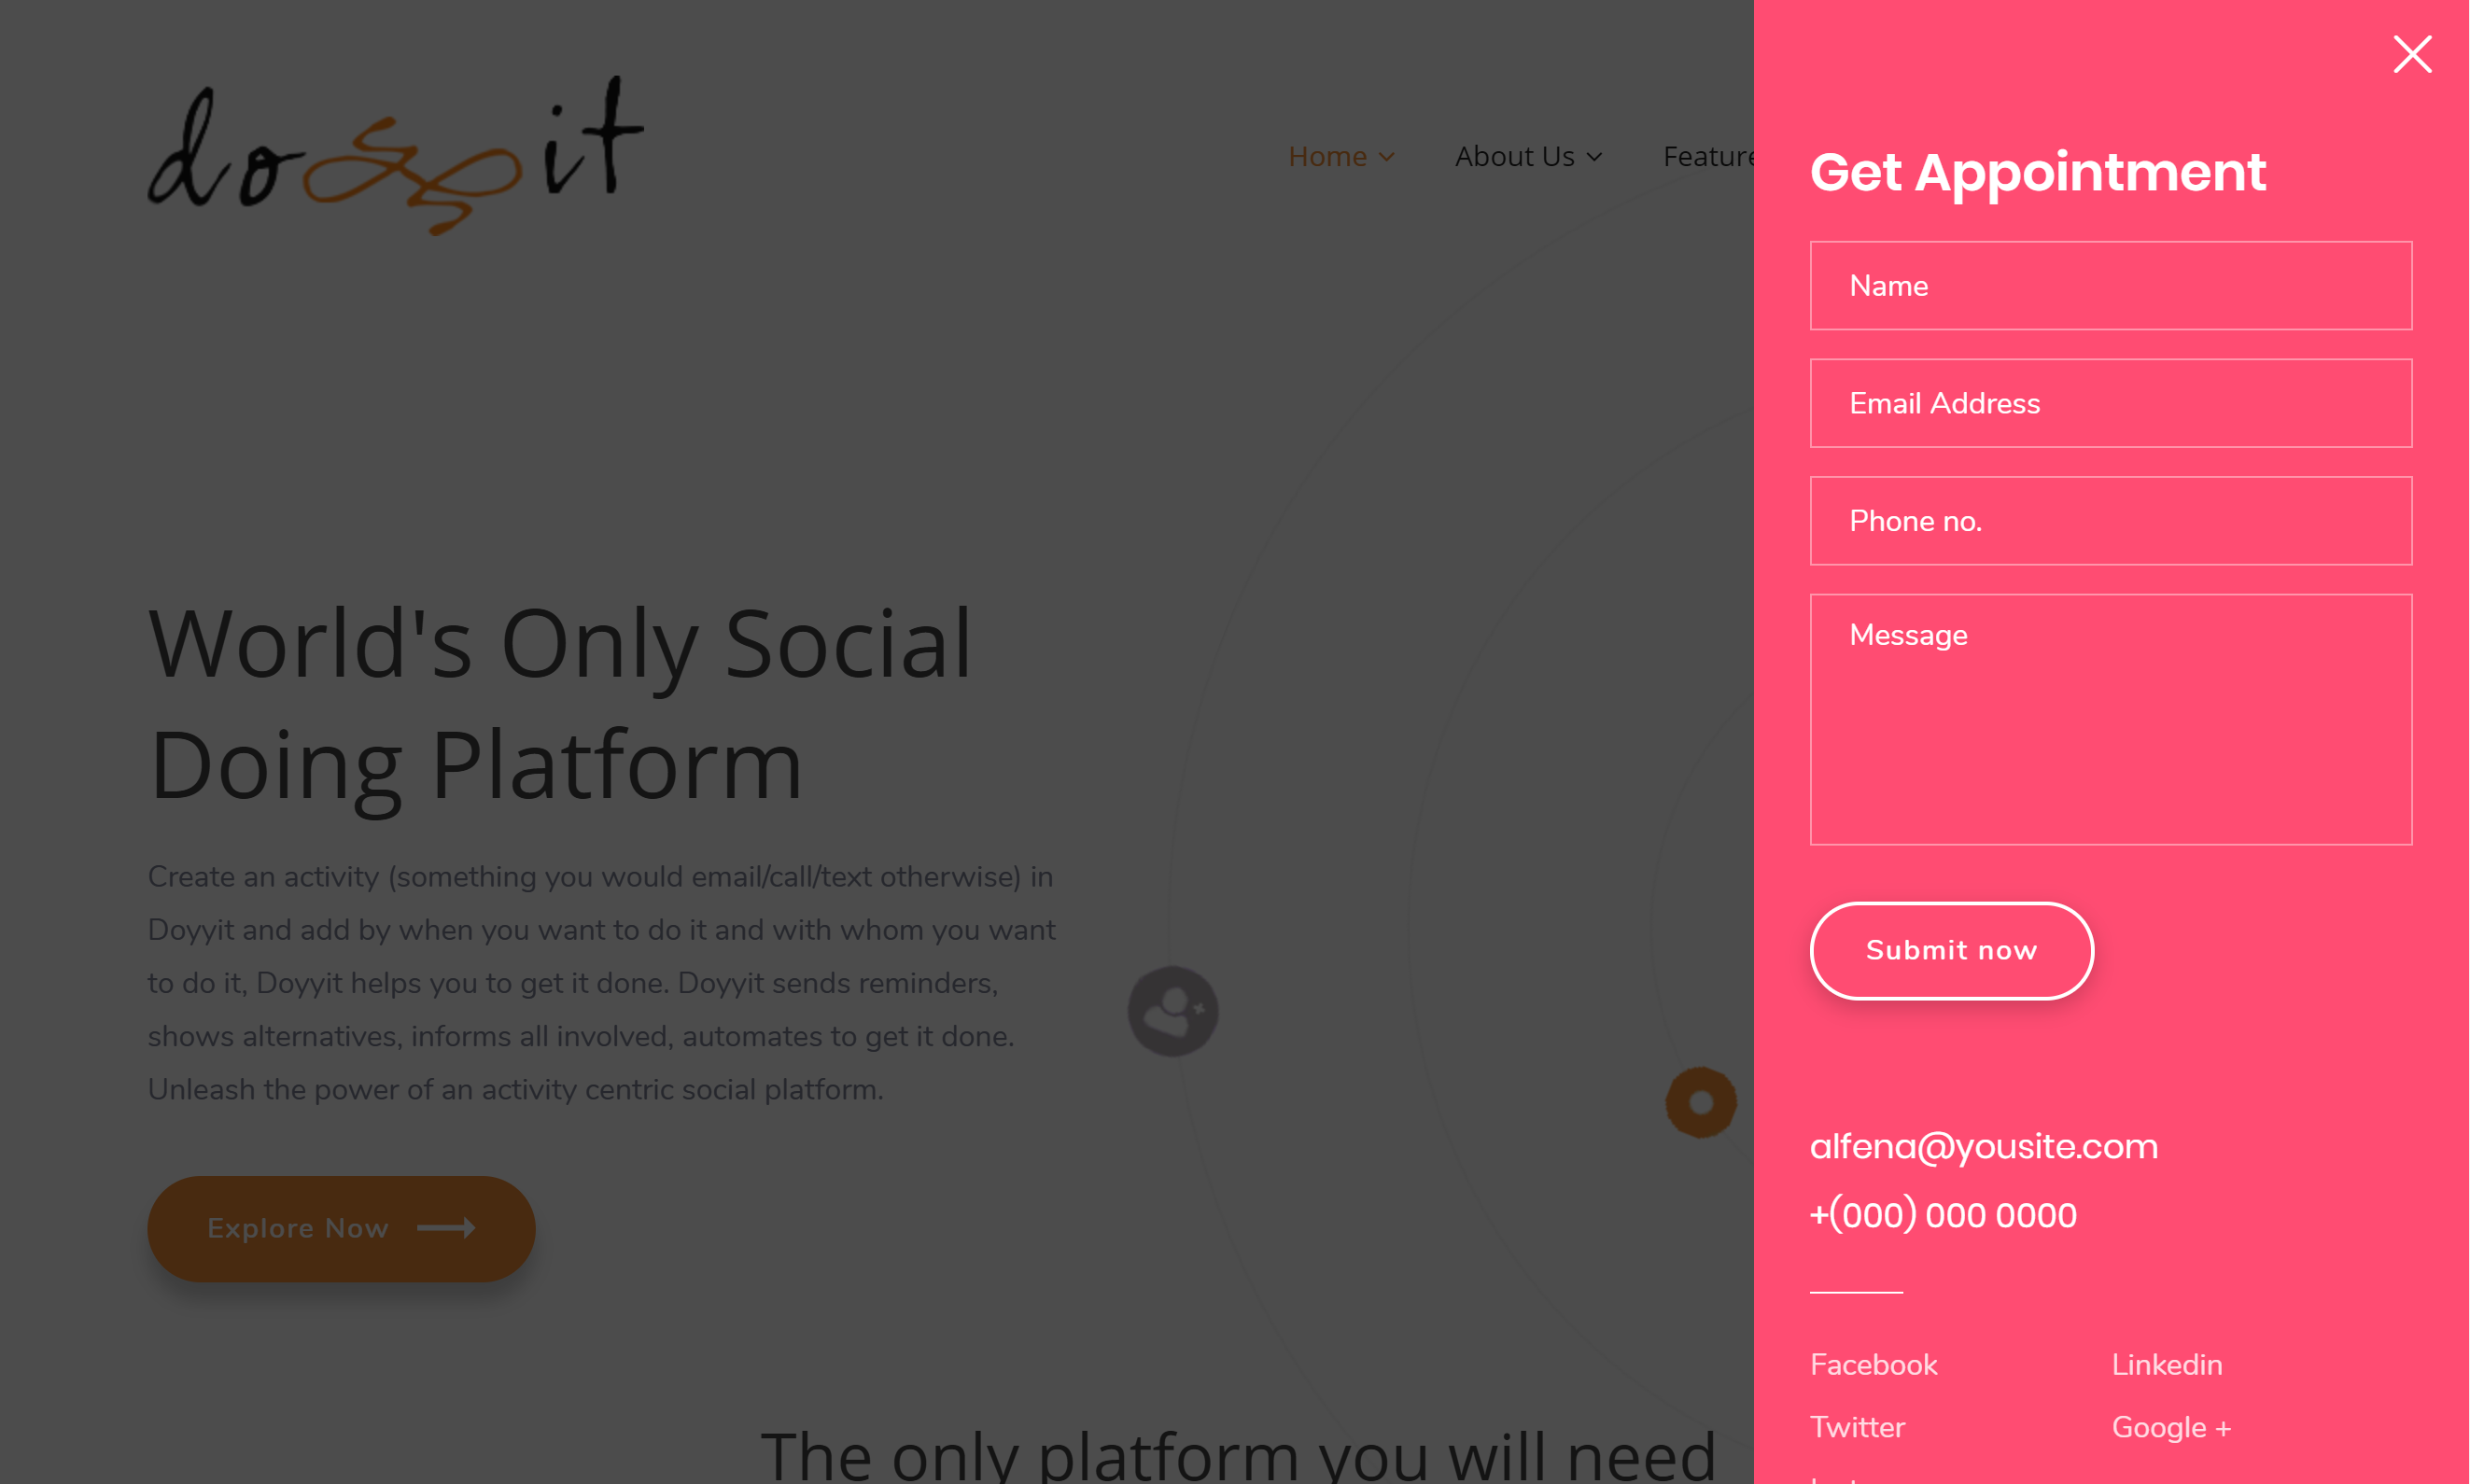 do it
Home
About Us
Feature
World's Only Social
Doing Platform
Create an activity (something you would email/call/text otherwise) in
Doyyit and add by when you want to do it and with whom you want
to do it, Doyyit helps you to get it done. Doyyit sends reminders,
shows alternatives, informs all involved, automates to get it done.
Unleash the power of an activity centric social platform.
Explore Now
The only platform you will need
Get Appointment
Name
Email Address
Phone no.
Message
Submit now
alfena@yousite.com
+(000) 000 0000
Facebook
Linkedin
Twitter
Google +